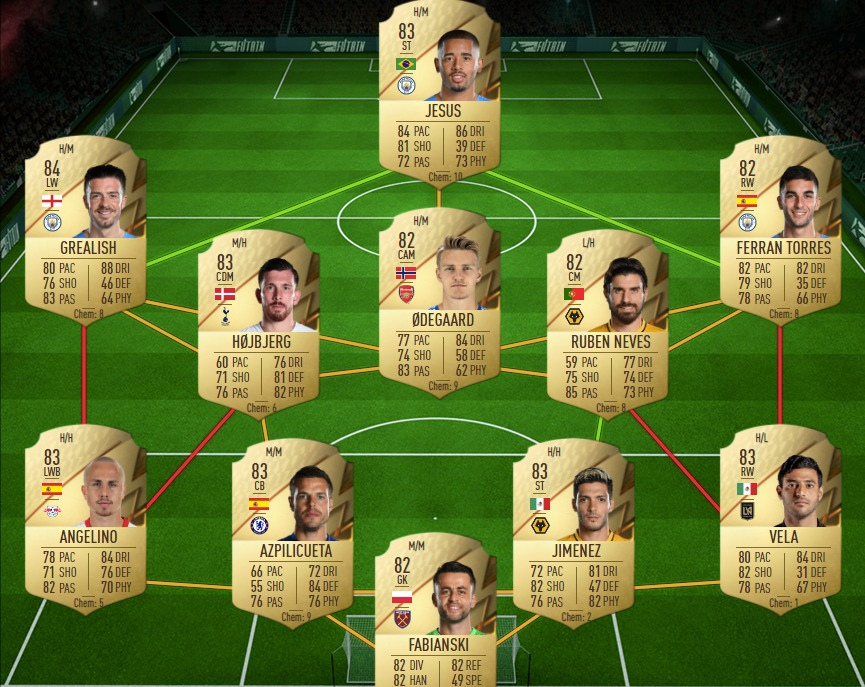 FUTBIN
FUTBIN
FUTBIN
H/M
83
ST
JESUS
84 PAC 86 DRI
81 SHO 39 DEF
72 PAS 73 PHY
Chem: 10
H/M
84
LW
GREALISH
80 PAC 88 DRI
76 SHO 46 DEF
83 PAS 64 PHY
Chem: 8
H/M
82
RW
FERRAN TORRES
82 PAC 82 DRI
79 SHO 35 DEF
78 PAS 66 PHY
Chem: 8
M/H
83
CDM
HØJBJERG
60 PAC 76 DRI
71 SHO 81 DEF
76 PAS 82 PHY
Chem: 6
H/M
82
CAM
ØDEGAARD
77 PAC 84 DRI
74 SHO 58 DEF
83 PAS 62 PHY
Chem: 9
L/H
82
CM
RUBEN NEVES
59 PAC 77 DRI
75 SHO 74 DEF
85 PAS 73 PHY
Chem: 8
H/H
83
LWB
ANGELINO
78 PAC 84 DRI
71 SHO 76 DEF
82 PAS 70 PHY
Chem: 5
M/M
83
CB
AZPILICUETA
66 PAC 72 DRI
55 SHO 84 DEF
76 PAS 76 PHY
Chem: 9
H/H
83
ST
JIMENEZ
72 PAC 81 DRI
82 SHO 47 DEF
76 PAS 82 PHY
Chem: 2
H/L
83
RW
VELA
80 PAC 84 DRI
82 SHO 31 DEF
78 PAS 67 PHY
Chem: 1
M/M
82
GK
FABIANSKI
82 DIV 82 REF
82 HAN 49 SPE